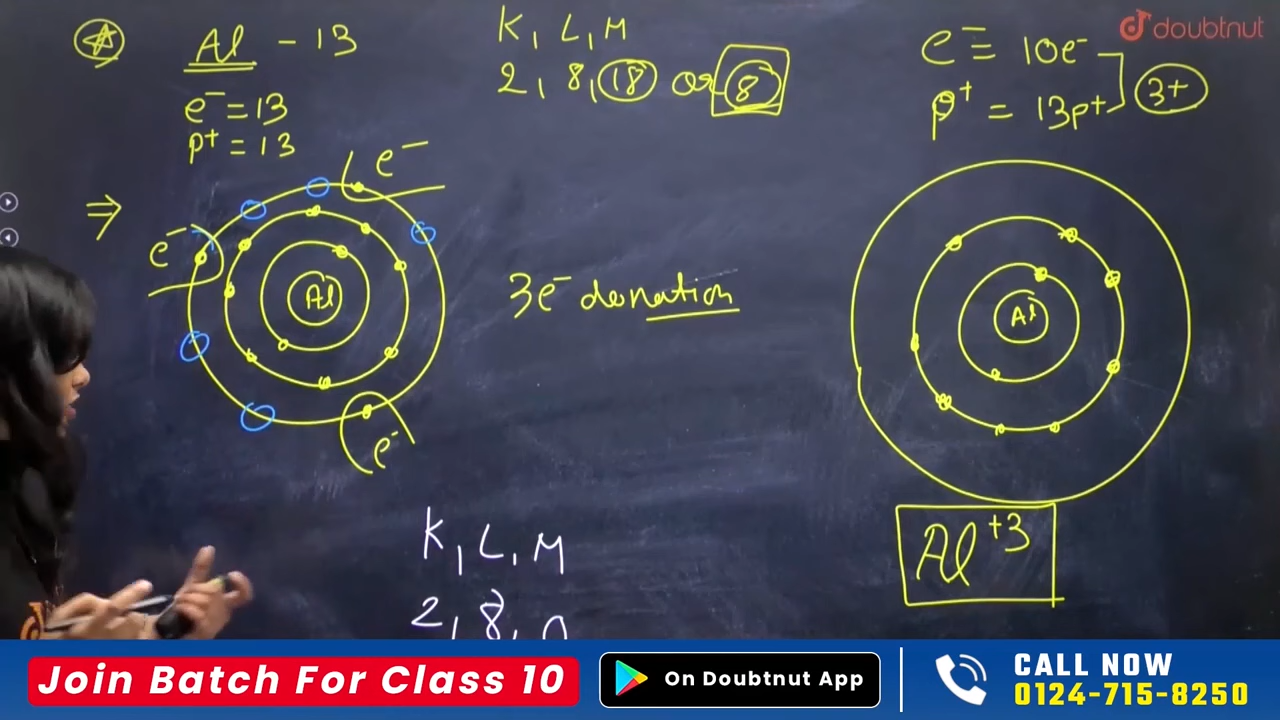 Al - 13
e⁻ = 13
p⁺ = 13
K, L, M
2, 8, 18 or 8
doubtnut
e⁻ = 10e⁻
p⁺ = 13p⁺
3+
⇒
e⁻
e⁻
e⁻
Al
3e⁻ donation
Al
Al⁺³
K, L, M
2, 8,
Join Batch For Class 10
On Doubtnut App
CALL NOW
0124-715-8250